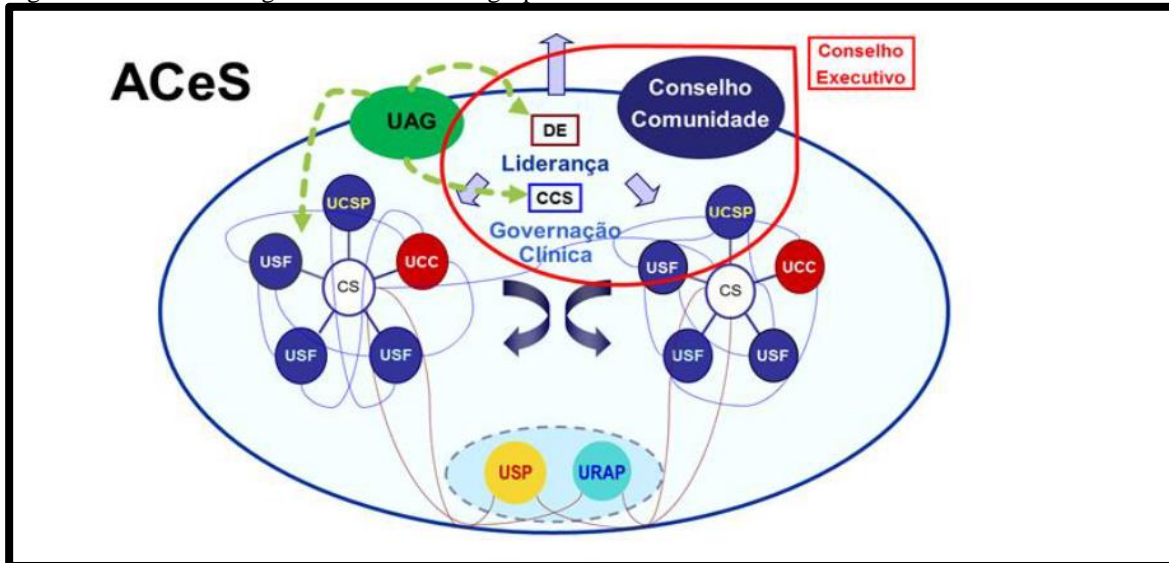 ACeS
Conselho
Executivo
Conselho
Comunidade
UAG
DE
Liderança
CCS
Governação
Clínica
UCSP
USF
UCC
CS
USF
USF
UCSP
USF
UCC
CS
USF
USF
USP
URAP